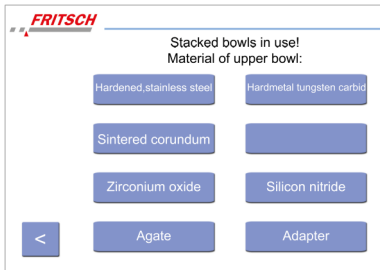 FRITSCH
Stacked bowls in use!
Material of upper bowl:
Hardened,stainless steel
Hardmetal tungsten carbid
Sintered corundum
Zirconium oxide
Silicon nitride
<
Agate
Adapter